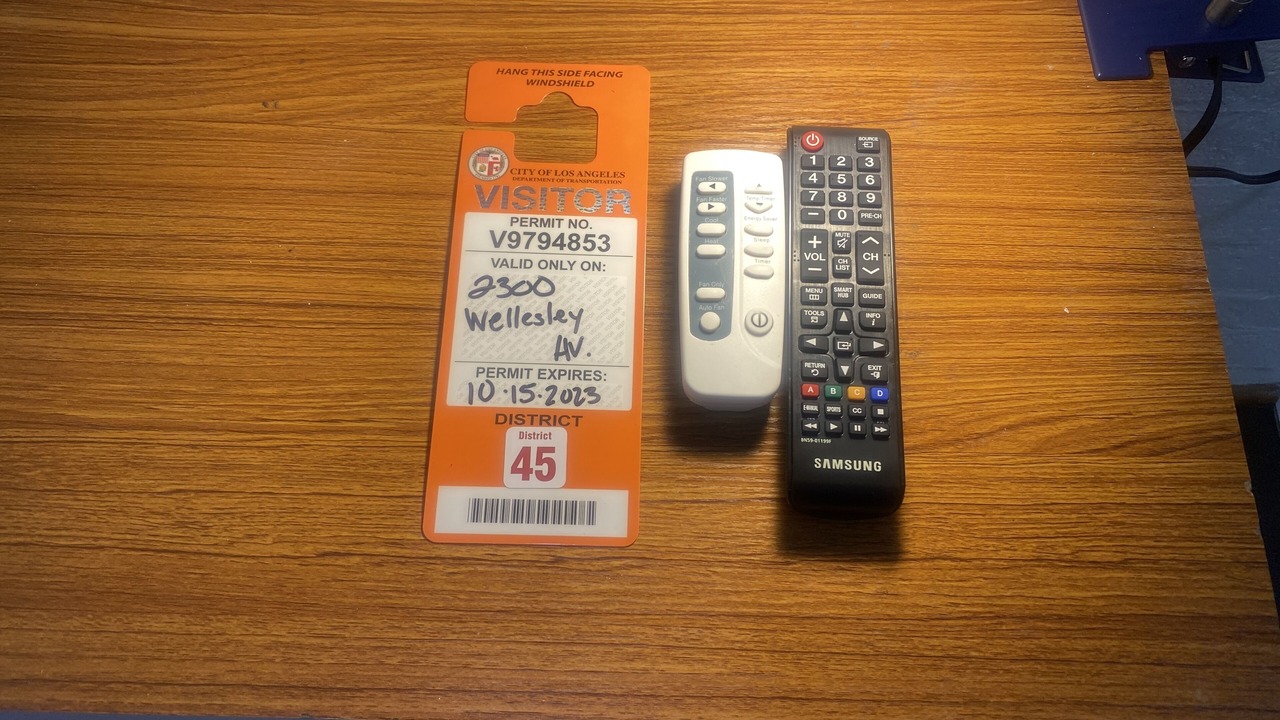 HANG THIS SIDE FACING
WINDSHIELD
CITY OF LOS ANGELES
DEPARTMENT OF TRANSPORTATION
VISITOR
PERMIT NO.
V9794853
VALID ONLY ON:
2300
Wellesley
AV.
PERMIT EXPIRES:
10.15.2023
DISTRICT
District
45
Fan Slower
Fan Faster
Temp/Timer
Cool
Energy Saver
Heat
Sleep
Timer
Fan Only
Auto Fan
SOURCE
1 2 3
4 5 6
7 8 9
– 0 PRE-CH
+ MUTE
VOL CH
– CH LIST
MENU SMART HUB GUIDE
TOOLS INFO
i
RETURN EXIT
A B C D
E-MANUAL SPORTS CC
BN59-01199F
SAMSUNG